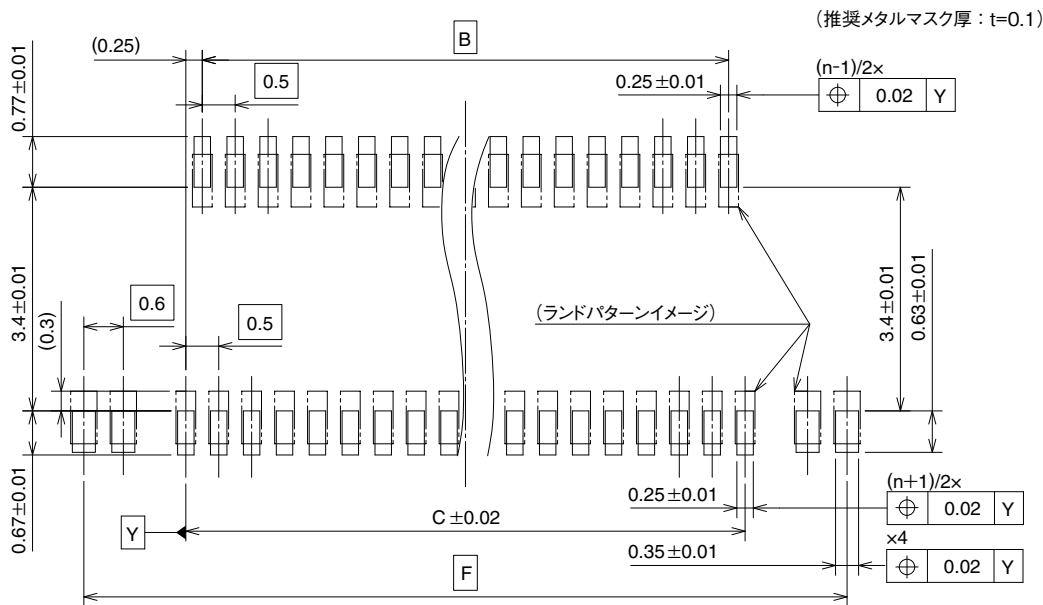 (推奨メタルマスク厚：t=0.1)
B
(0.25)
0.5
0.25±0.01
(n-1)/2×
0.02 Y
0.77±0.01
3.4±0.01
(0.3)
0.6
0.5
(ランドパターンイメージ)
3.4±0.01
0.63±0.01
0.67±0.01
Y
C±0.02
0.25±0.01
(n+1)/2×
0.02 Y
0.35±0.01
×4
0.02 Y
F